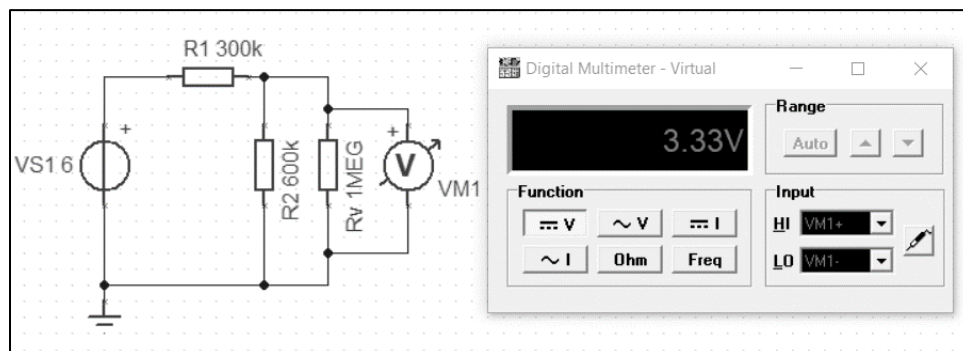 R1 300k
VS1 6
+
R2 600k
Rv 1MEG
+
V
VM1
Digital Multimeter - Virtual
3.33V
Range
Auto
Function
V
~ V
I
~ I
Ohm
Freq
Input
HI VM1+
LO VM1-